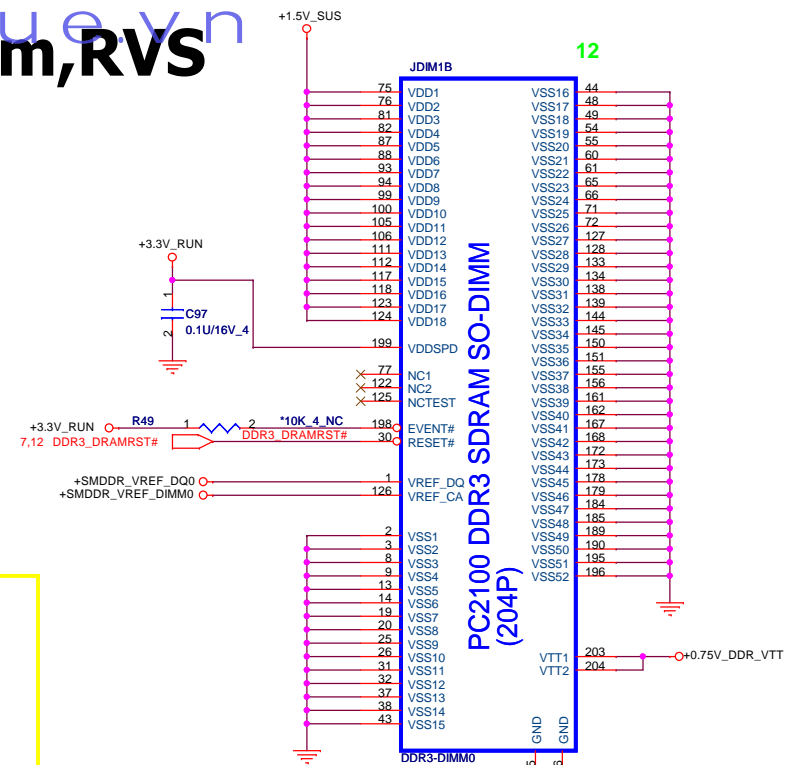 ue.vn
m,RVS
+1.5V_SUS
12
JDIM1B
75 VDD1 VSS16 44
76 VDD2 VSS17 48
81 VDD3 VSS18 49
82 VDD4 VSS19 54
87 VDD5 VSS20 55
88 VDD6 VSS21 60
93 VDD7 VSS22 61
94 VDD8 VSS23 65
99 VDD9 VSS24 66
100 VDD10 VSS25 71
105 VDD11 VSS26 72
106 VDD12 VSS27 127
111 VDD13 VSS28 128
112 VDD14 VSS29 133
117 VDD15 VSS30 134
118 VDD16 VSS31 138
123 VDD17 VSS32 139
124 VDD18 VSS33 144
VSS34 145
199 VDDSPD VSS35 150
VSS36 151
77 NC1 VSS37 155
122 NC2 VSS38 156
125 NCTEST VSS39 161
VSS40 162
198 EVENT# VSS41 167
30 RESET# VSS42 168
VSS43 172
VSS44 173
1 VREF_DQ VSS45 178
126 VREF_CA VSS46 179
VSS47 184
VSS48 185
2 VSS1 VSS49 189
3 VSS2 VSS50 190
8 VSS3 VSS51 195
9 VSS4 VSS52 196
13 VSS5
14 VSS6
19 VSS7
20 VSS8
25 VSS9
26 VSS10 VTT1 203
31 VSS11 VTT2 204
32 VSS12
37 VSS13
38 VSS14
43 VSS15
GND
GND
PC2100 DDR3 SDRAM SO-DIMM
(204P)
DDR3-DIMM0
+3.3V_RUN
1
C97
0.1U/16V_4
2
+3.3V_RUN R49 1 2 *10K_4_NC
7,12 DDR3_DRAMRST# DDR3_DRAMRST#
+SMDDR_VREF_DQ0
+SMDDR_VREF_DIMM0
+0.75V_DDR_VTT